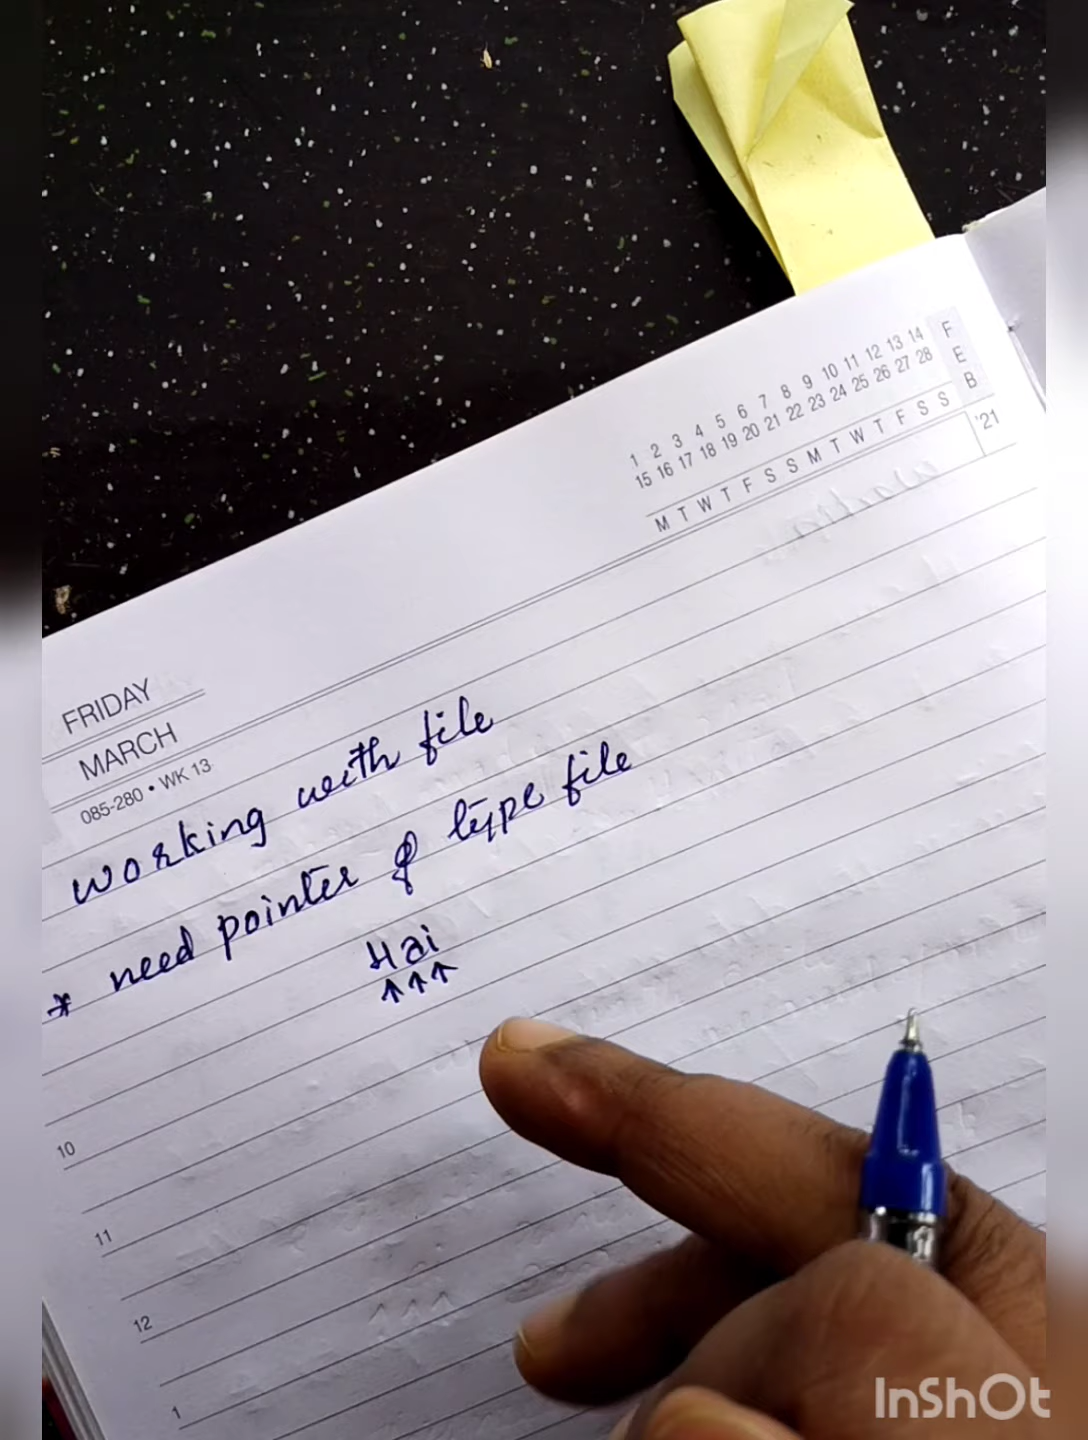 1 2 3 4 5 6 7 8 9 10 11 12 13 14 F
15 16 17 18 19 20 21 22 23 24 25 26 27 28 E
M T W T F S S M T W T F S S B
'21
FRIDAY
MARCH
085-280 • WK 13
working with file
* need pointer of type file
Hai
↑↑↑
10
11
12
1
InShOt